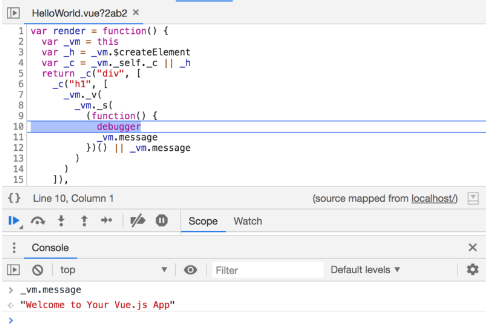 HelloWorld.vue?2ab2 ×
1 var render = function() {
2 var _vm = this
3 var _h = _vm.$createElement
4 var _c = _vm._self._c || _h
5 return _c("div", [
6 _c("h1", [
7 _vm._v(
8 _vm._s(
9 (function() {
10 debugger
11 _vm.message
12 })() || _vm.message
13 )
14 )
15 ]),
{} Line 10, Column 1 (source mapped from localhost/)
Scope Watch
Console ×
top Filter Default levels ▼
> _vm.message
<· "Welcome to Your Vue.js App"
>